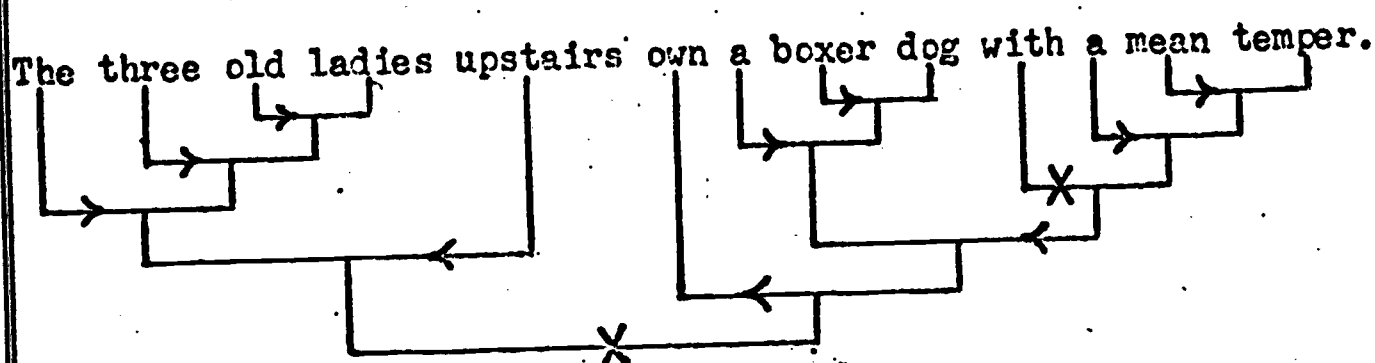 The three old ladies upstairs own a boxer dog with a mean temper.